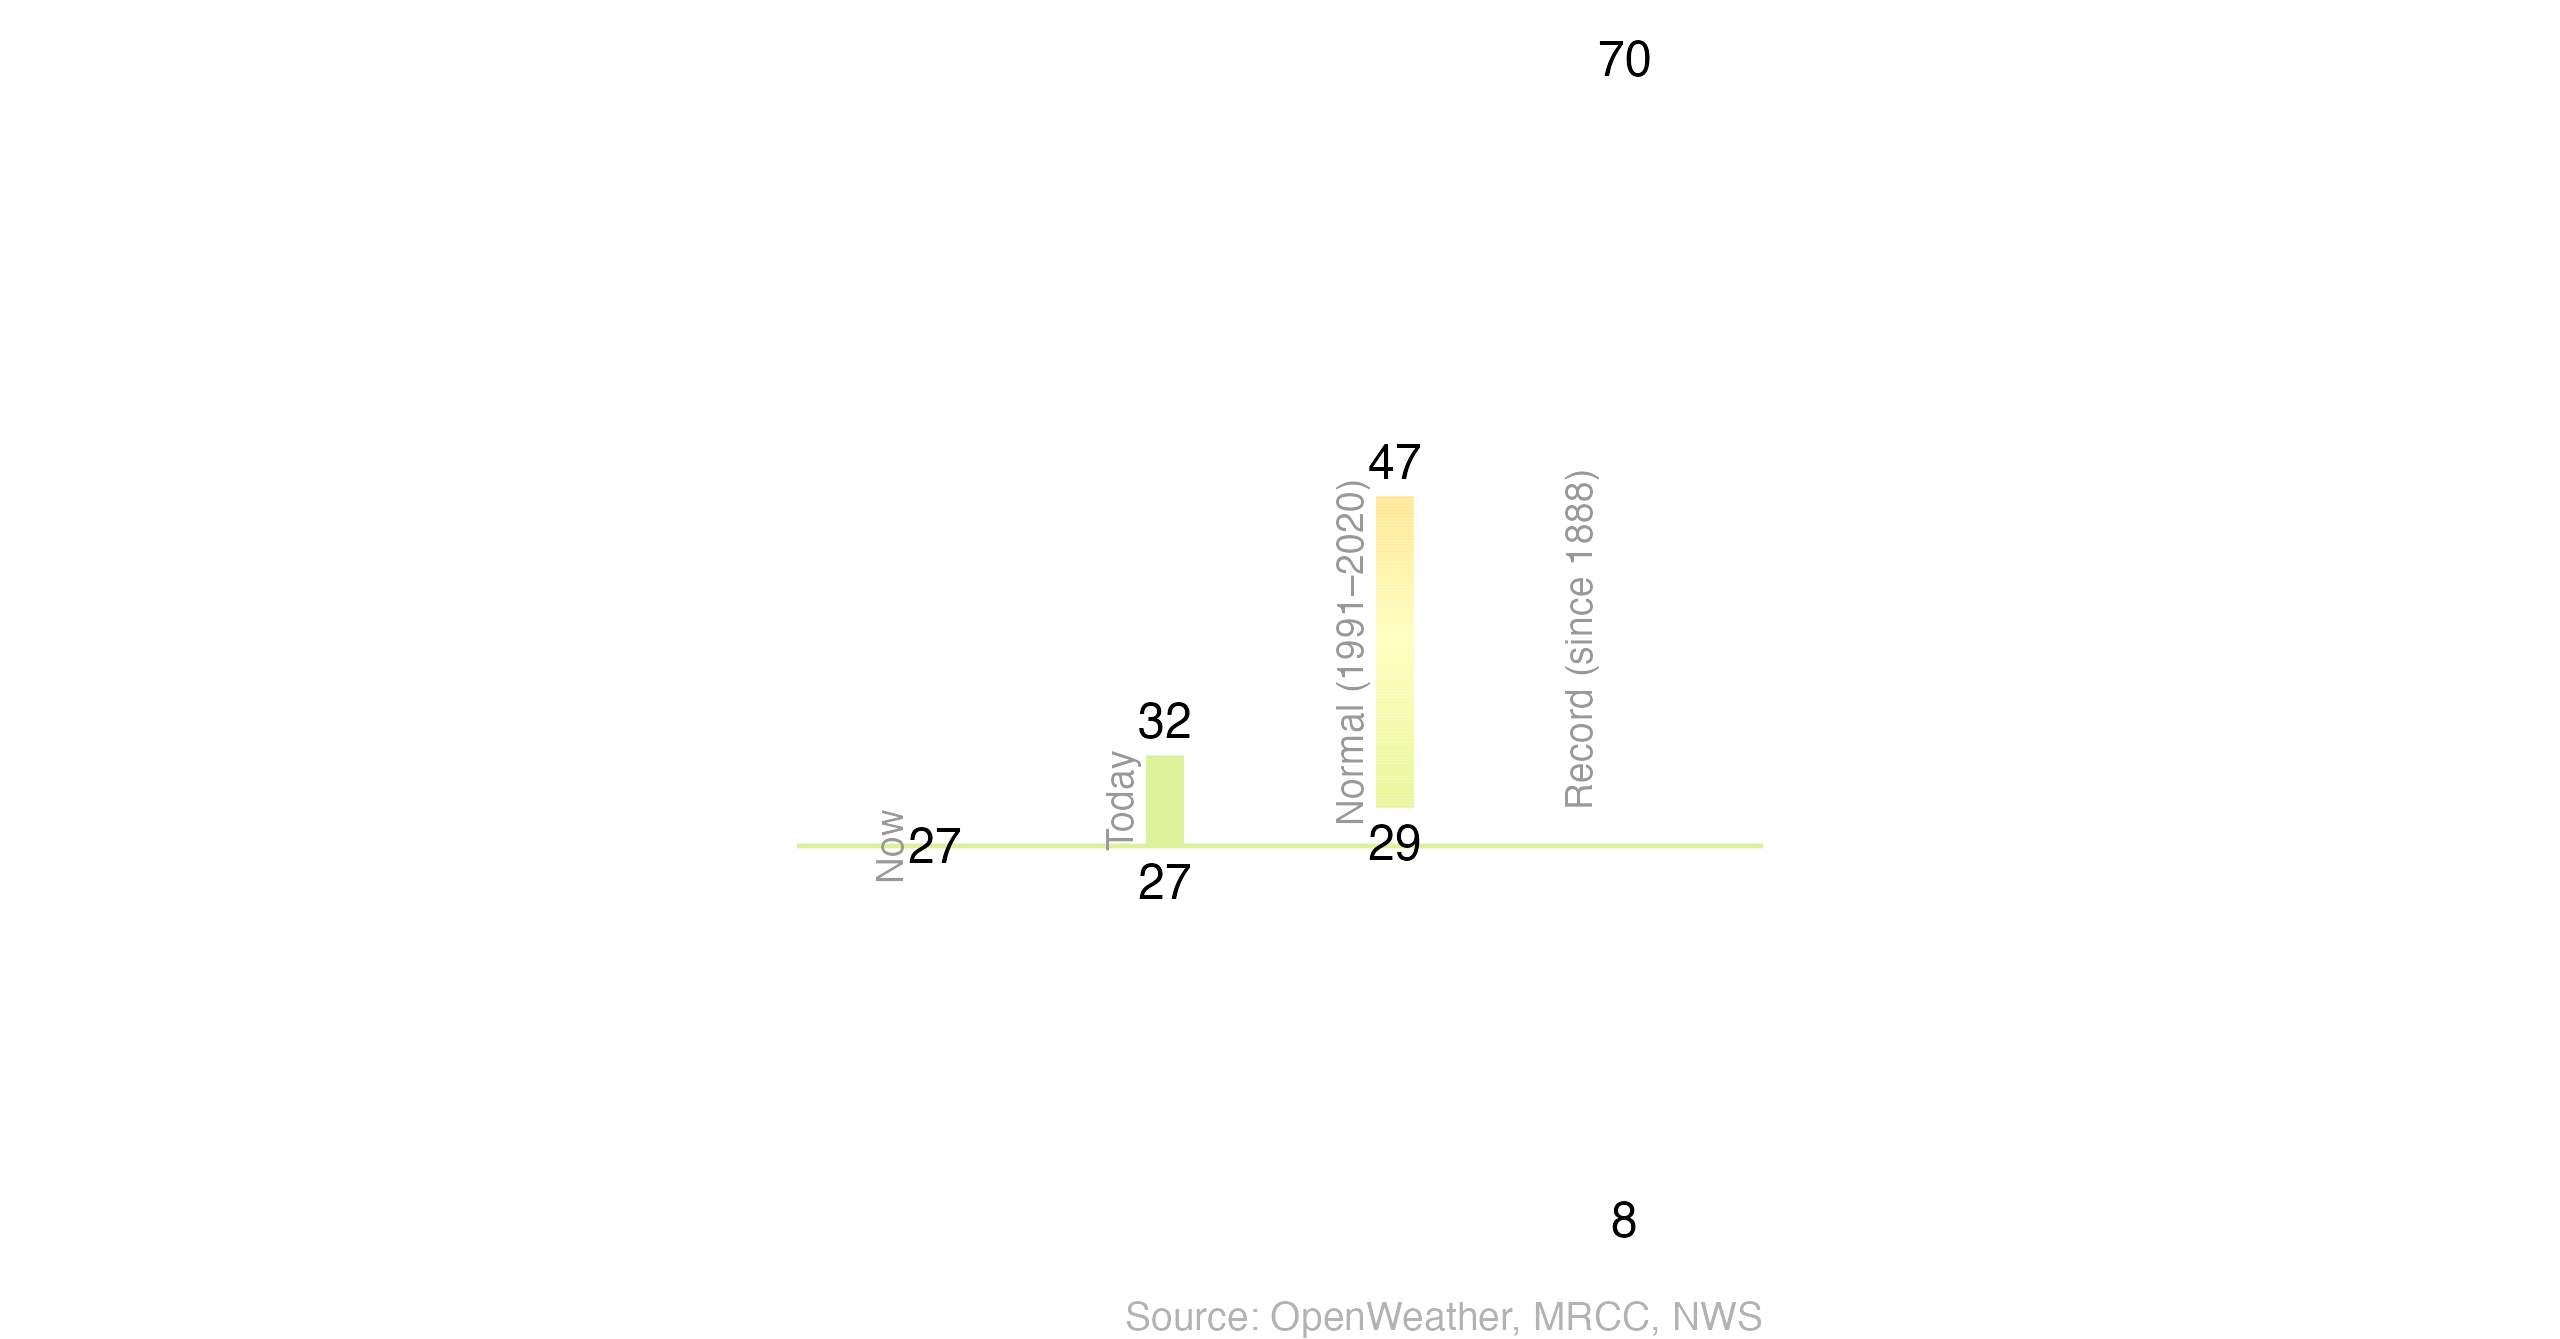 70
47
Normal (1991–2020)
Record (since 1888)
32
Today
Now
27
29
27
8
Source: OpenWeather, MRCC, NWS